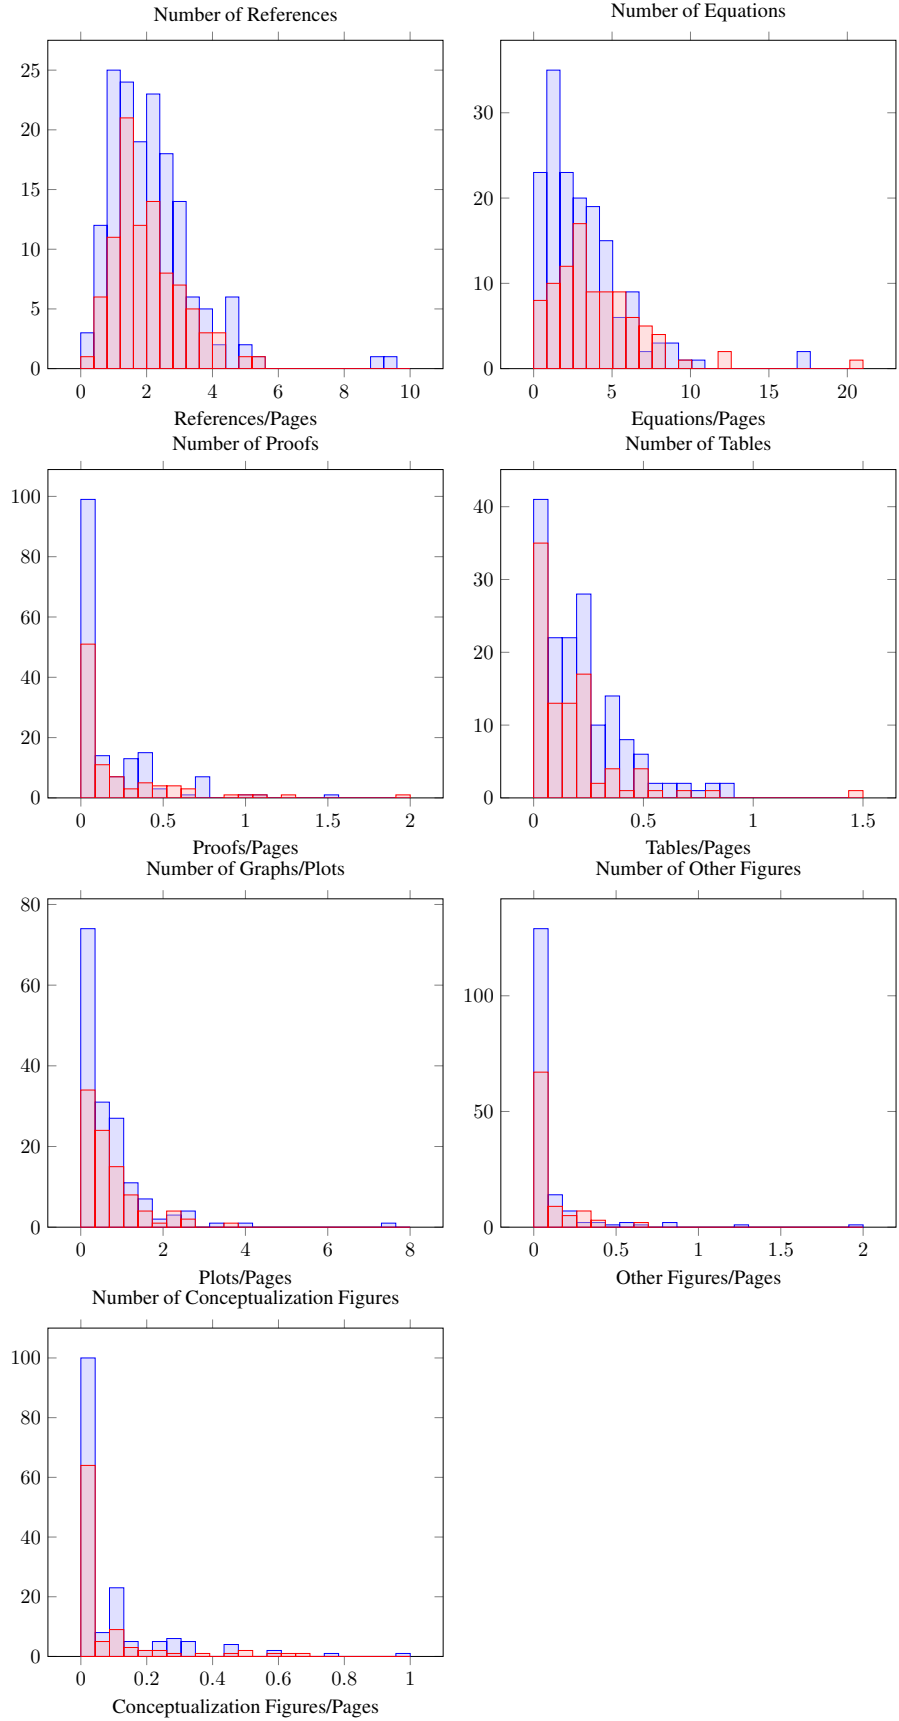 Number of References
25
20
15
10
5
0
0 2 4 6 8 10
References/Pages
Number of Equations
30
20
10
0
0 5 10 15 20
Equations/Pages
Number of Proofs
100
80
60
40
20
0
0 0.5 1 1.5 2
Proofs/Pages
Number of Tables
40
30
20
10
0
0 0.5 1 1.5
Tables/Pages
Number of Graphs/Plots
80
60
40
20
0
0 2 4 6 8
Plots/Pages
Number of Other Figures
100
50
0
0 0.5 1 1.5 2
Other Figures/Pages
Number of Conceptualization Figures
100
80
60
40
20
0
0 0.2 0.4 0.6 0.8 1
Conceptualization Figures/Pages